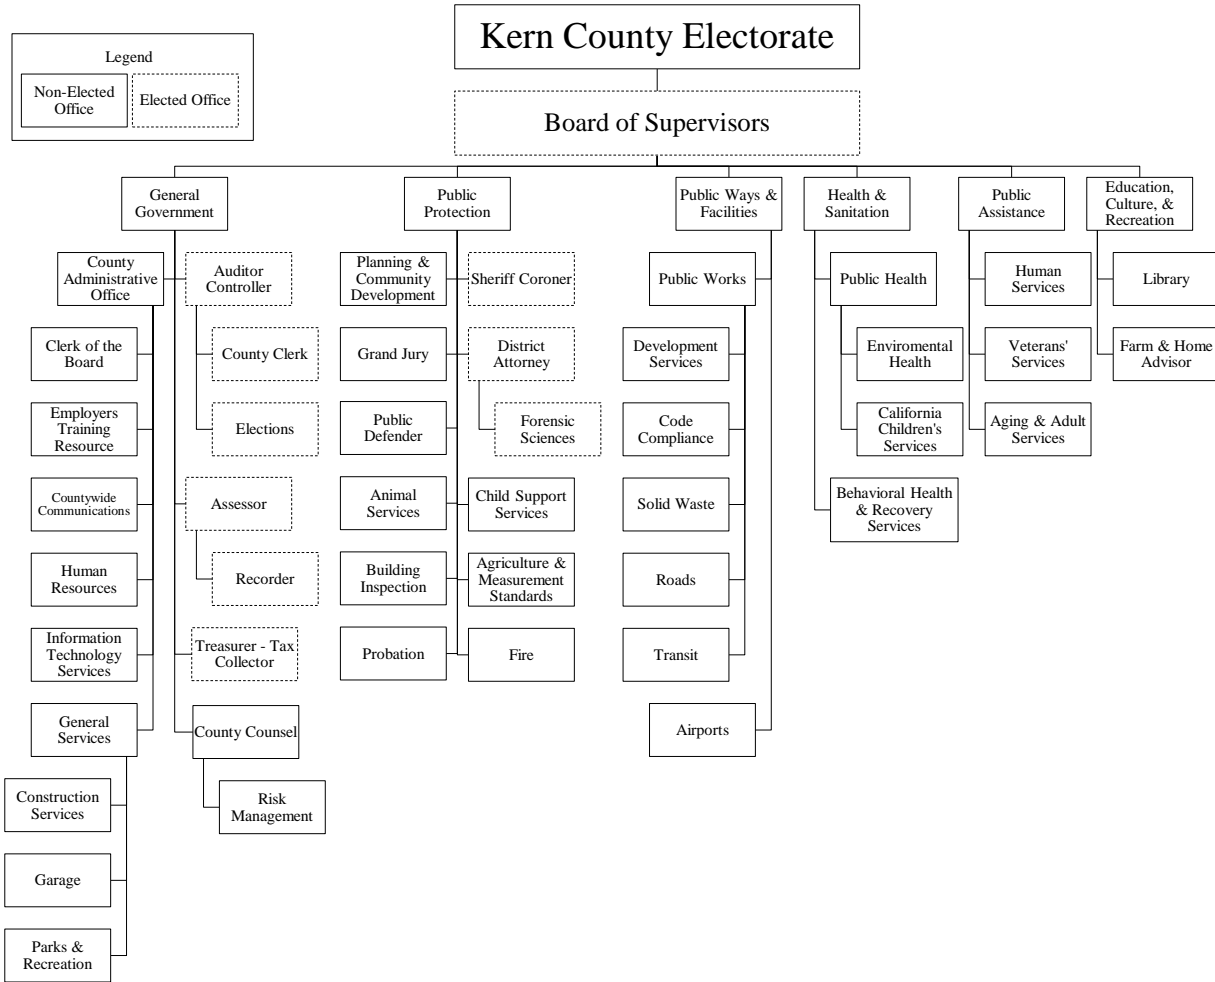 Kern County Electorate
Legend
Non-Elected
Office
Elected Office
Board of Supervisors
General
Government
County
Administrative
Office
Auditor
Controller
Clerk of the
Board
County Clerk
Employers
Training
Resource
Elections
Countywide
Communications
Assessor
Human
Resources
Recorder
Information
Technology
Services
Treasurer - Tax
Collector
General
Services
County Counsel
Construction
Services
Risk
Management
Garage
Parks &
Recreation
Public
Protection
Planning &
Community
Development
Sheriff Coroner
Grand Jury
District
Attorney
Public
Defender
Forensic
Sciences
Animal
Services
Child Support
Services
Building
Inspection
Agriculture &
Measurement
Standards
Probation
Fire
Public Ways &
Facilities
Public Works
Development
Services
Code
Compliance
Solid Waste
Roads
Transit
Airports
Health &
Sanitation
Public Health
Enviromental
Health
California
Children's
Services
Behavioral Health
& Recovery
Services
Public
Assistance
Human
Services
Veterans'
Services
Aging & Adult
Services
Education,
Culture, &
Recreation
Library
Farm & Home
Advisor